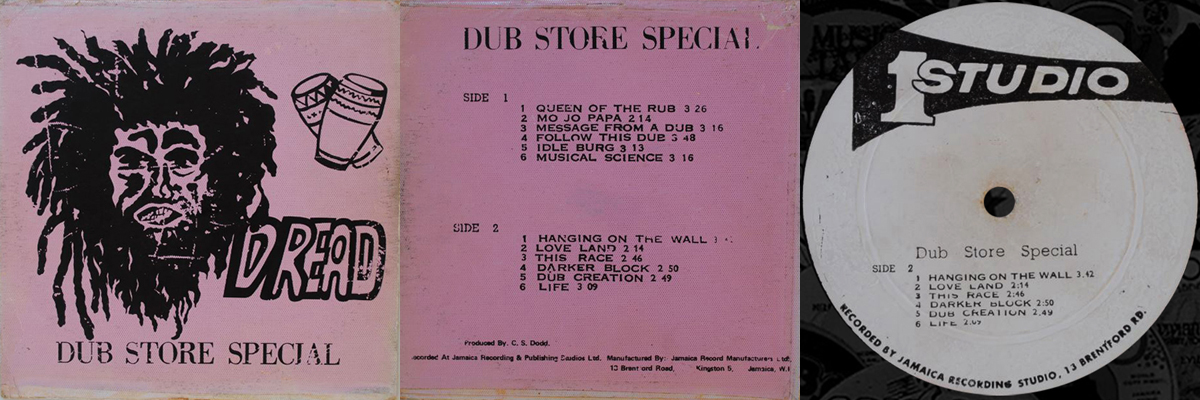 DREAD
DUB STORE SPECIAL
DUB STORE SPECIAL
SIDE 1
1 QUEEN OF THE RUB 3 26
2 MO JO PAPA 2 14
3 MESSAGE FROM A DUB 3 16
4 FOLLOW THIS DUB 3 48
5 IDLE BURG 3 13
6 MUSICAL SCIENCE 3 16
SIDE 2
1 HANGING ON THE WALL 3
2 LOVE LAND 2 14
3 THIS RACE 2 46
4 DARKER BLOCK 2 50
5 DUB CREATION 2 49
6 LIFE 3 09
Produced By. C. S. Dodd.
Recorded At Jamaica Recording & Publishing Studios Ltd. Manufactured By: Jamaica Record Manufacturers Ltd.
13 Brentford Road, Kingston 5, Jamaica, W.I
1 STUDIO
Dub Store Special
SIDE 2
1 HANGING ON THE WALL 3.42
2 LOVE LAND 2:14
3 THIS RACE 2:46
4 DARKER BLOCK 2:50
5 DUB CREATION 2.49
6 LIFE
RECORDED BY JAMAICA RECORDING STUDIO, 13 BRENTFORD RD.